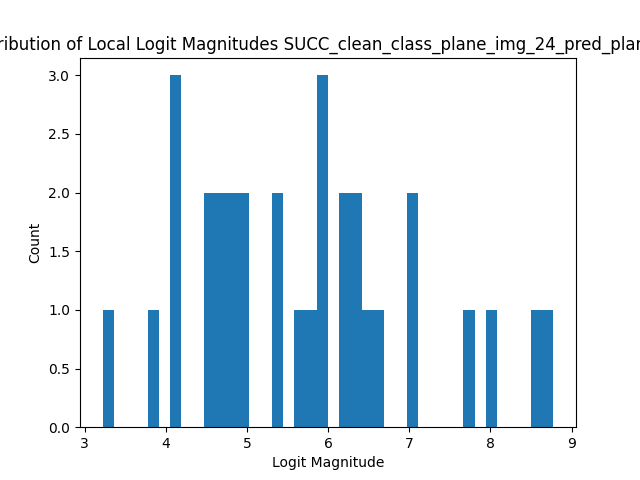 ribution of Local Logit Magnitudes SUCC_clean_class_plane_img_24_pred_plan
3.0
2.5
2.0
1.5
1.0
0.5
0.0
Count
3 4 5 6 7 8 9
Logit Magnitude